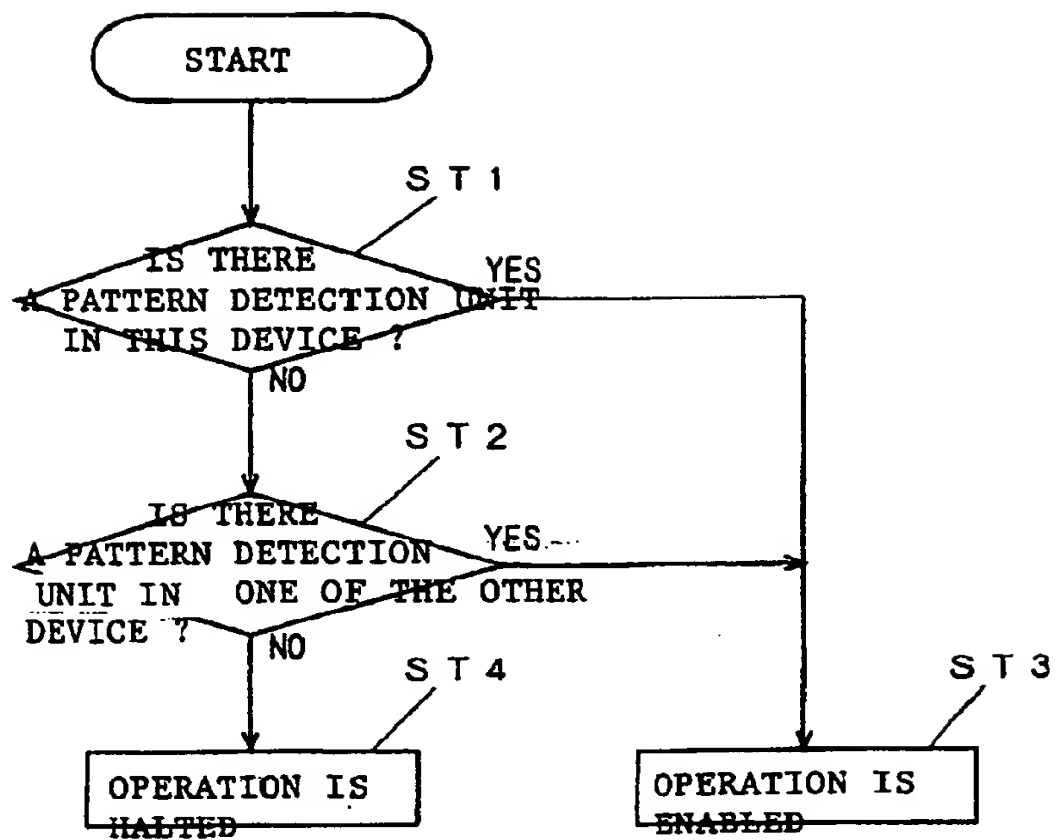 START
S T 1
IS THERE
A PATTERN DETECTION UNIT
IN THIS DEVICE ?
YES
NO
S T 2
IS THERE
A PATTERN DETECTION
UNIT IN ONE OF THE OTHER
DEVICE ?
YES
NO
S T 4
OPERATION IS
HALTED
S T 3
OPERATION IS
ENABLED